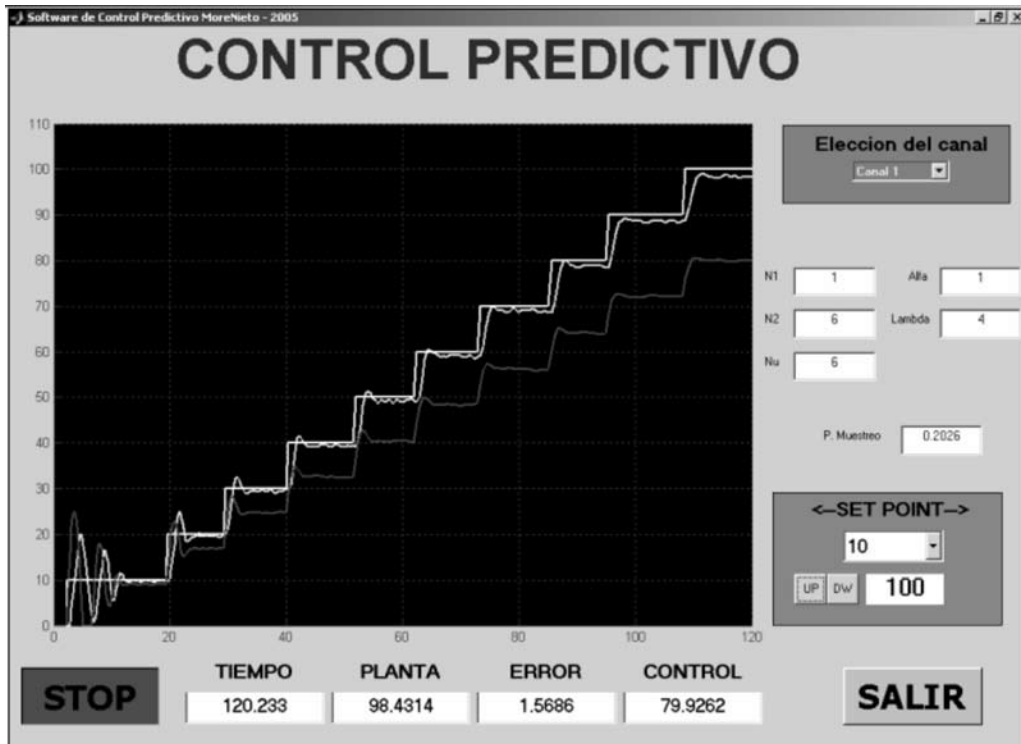 Software de Control Predictivo MoreNieto - 2005
CONTROL PREDICTIVO
110
100
90
80
70
60
50
40
30
20
10
0
0 20 40 60 80 100 120
Eleccion del canal
Canal 1
N1 1 Alfa 1
N2 6 Lambda 4
Nu 6
P. Muestreo 0.2026
<--SET POINT-->
10
UP DW 100
STOP
TIEMPO PLANTA ERROR CONTROL
120.233 98.4314 1.5686 79.9262
SALIR